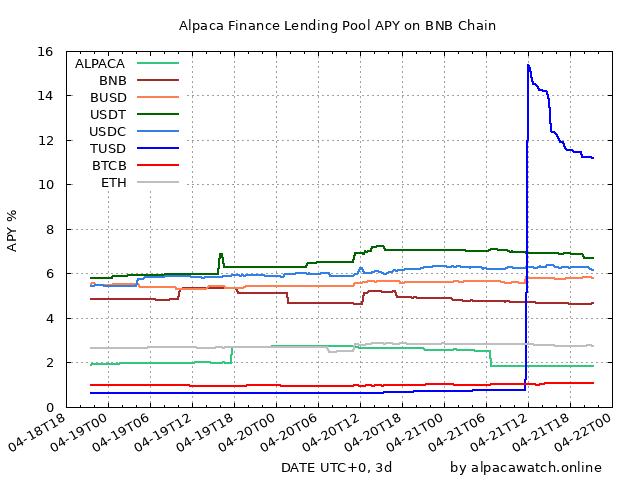 Alpaca Finance Lending Pool APY on BNB Chain
16
14
12
10
8
6
4
2
0
APY %
ALPACA
BNB
BUSD
USDT
USDC
TUSD
BTCB
ETH
04-18T18
04-19T00
04-19T06
04-19T12
04-19T18
04-20T00
04-20T06
04-20T12
04-20T18
04-21T00
04-21T06
04-21T12
04-21T18
04-22T00
DATE UTC+0, 3d
by alpacawatch.online